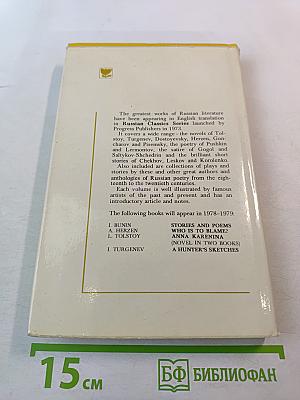 The greatest works of Russian literature
have been appearing in English translation
in Russian Classics Series launched by
Progress Publishers in 1973.
It covers a wide range—the novels of Tol-
stoy, Turgenev, Dostoyevsky, Herzen, Gon-
charov and Pisemsky, the poetry of Pushkin
and Lermontov, the satire of Gogol and
Saltykov-Shchedrin and the brilliant short
stories of Chekhov, Leskov and Korolenko.
Also included are collections of plays and
stories by these and other great authors and
anthologies of Russian poetry from the eigh-
teenth to the twentieth centuries.
Each volume is well illustrated by famous
artists of the past and present and has an
introductory article and notes.
The following books will appear in 1978-1979:
I. BUNIN STORIES AND POEMS
A. HERZEN WHO IS TO BLAME?
L. TOLSTOY ANNA KARENINA
(NOVEL IN TWO BOOKS)
I. TURGENEV A HUNTER'S SKETCHES
15 см
БФ БИБЛИОФАН